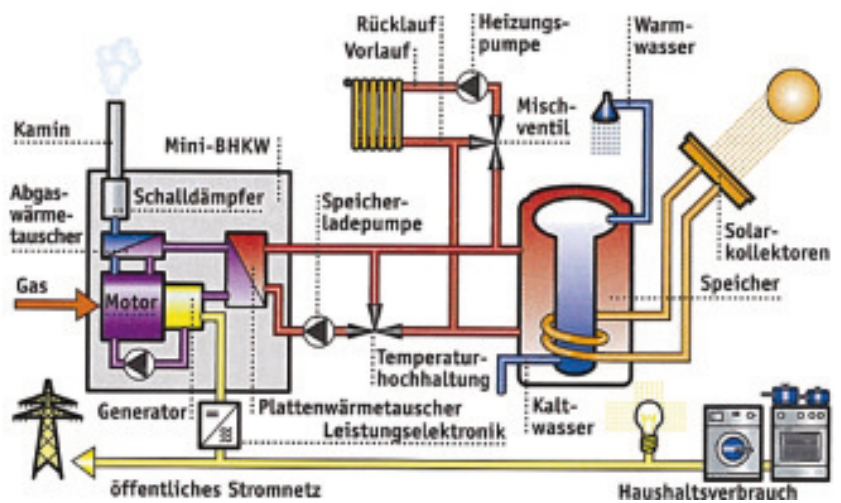 Rücklauf
Vorlauf
Heizungs-
pumpe
Warm-
wasser
Kamin
Mini-BHKW
Misch-
ventil
Abgas-
wärme-
tauscher
Schalldämpfer
Speicher-
ladepumpe
Solar-
kollektoren
Speicher
Gas
Motor
Temperatur-
hochhaltung
Generator
Plattenwärmetauscher
Leistungselektronik
Kalt-
wasser
öffentliches Stromnetz
Haushaltsverbrauch